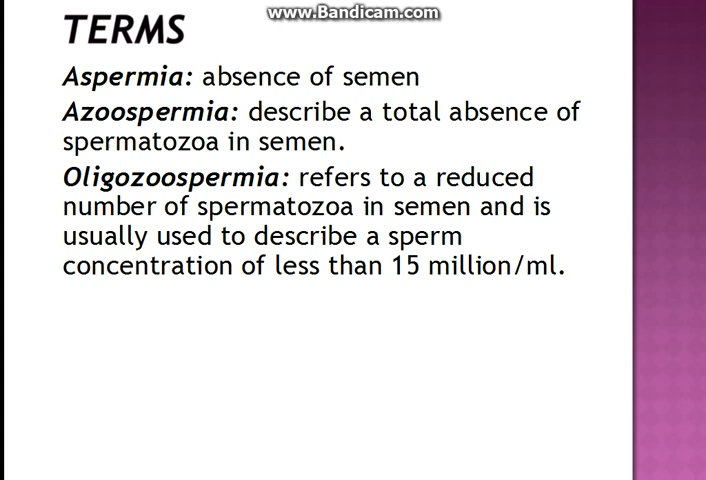 www.Bandicam.com
TERMS
Aspermia: absence of semen
Azoospermia: describe a total absence of
spermatozoa in semen.
Oligozoospermia: refers to a reduced
number of spermatozoa in semen and is
usually used to describe a sperm
concentration of less than 15 million/ml.